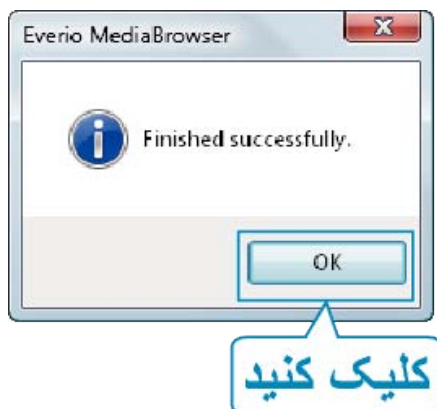 Everio MediaBrowser
Finished successfully.
OK
کلیک کنید